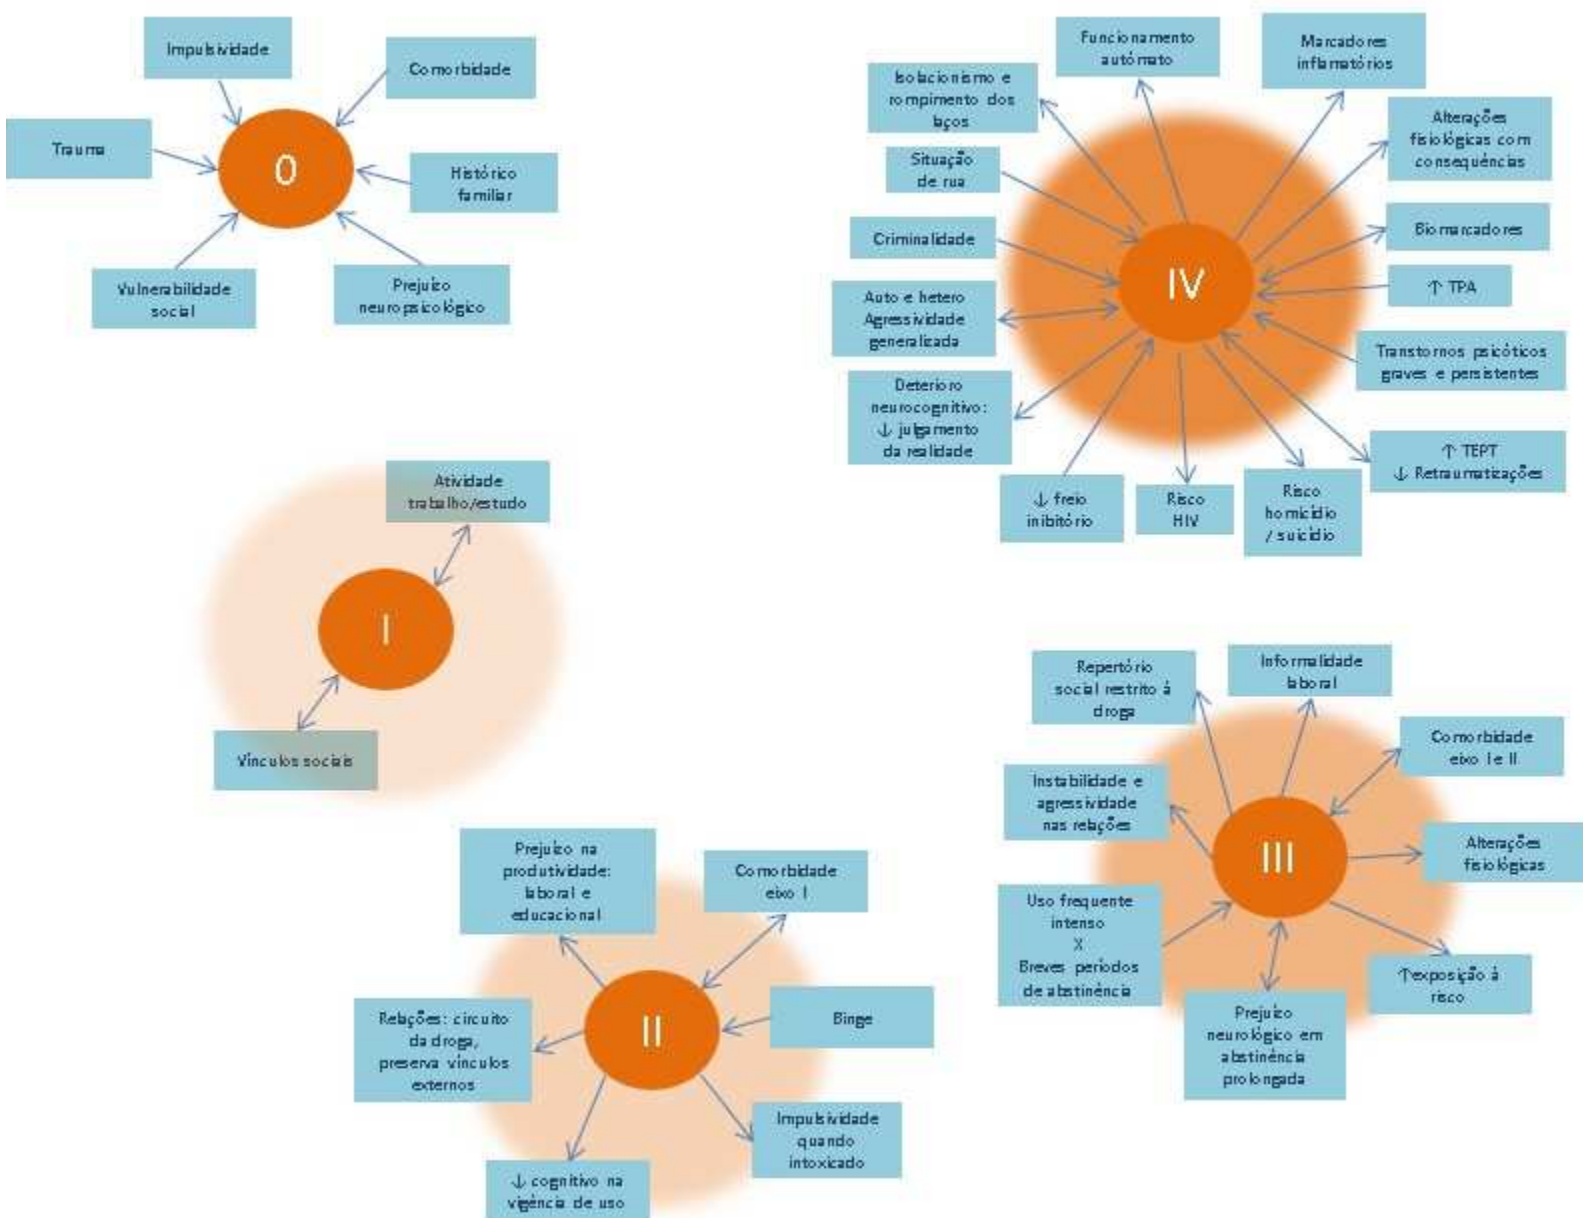 Impulsividade
Comorbidade
Trauma
0
Histórico
familiar
Vulnerabilidade
social
Prejuízo
neuropsicológico
Funcionamento
autómato
Marcadores
inflamatórios
Isolacionismo e
rompimento dos
laços
Alterações
fisiológicas com
consequências
Situação
de rua
Criminalidade
IV
Biomarcadores
Auto e hetero
Agressividade
generalizada
↑ TPA
Transtornos psicóticos
graves e persistentes
Deterioro
neurocognitivo:
↓ julgamento
da realidade
↑ TEPT
↓ Retraumatizações
↓ freio
inibitório
Risco
HIV
Risco
homicídio
/ suicídio
Atividade
trabalho/estudo
I
Vínculos sociais
Prejuízo na
produtividade:
laboral e
educacional
Comorbidade
eixo I
Relações: circuito
da droga,
preserva vínculos
externos
II
Binge
↓ cognitivo na
vigência de uso
Impulsividade
quando
intoxicado
Repertório
social restrito à
droga
Informalidade
laboral
Comorbidade
eixo I e II
Instabilidade e
agressividade
nas relações
III
Alterações
fisiológicas
Uso frequente
intenso
X
Breves períodos
de abstinência
↑exposição à
risco
Prejuízo
neurológico em
abstinência
prolongada